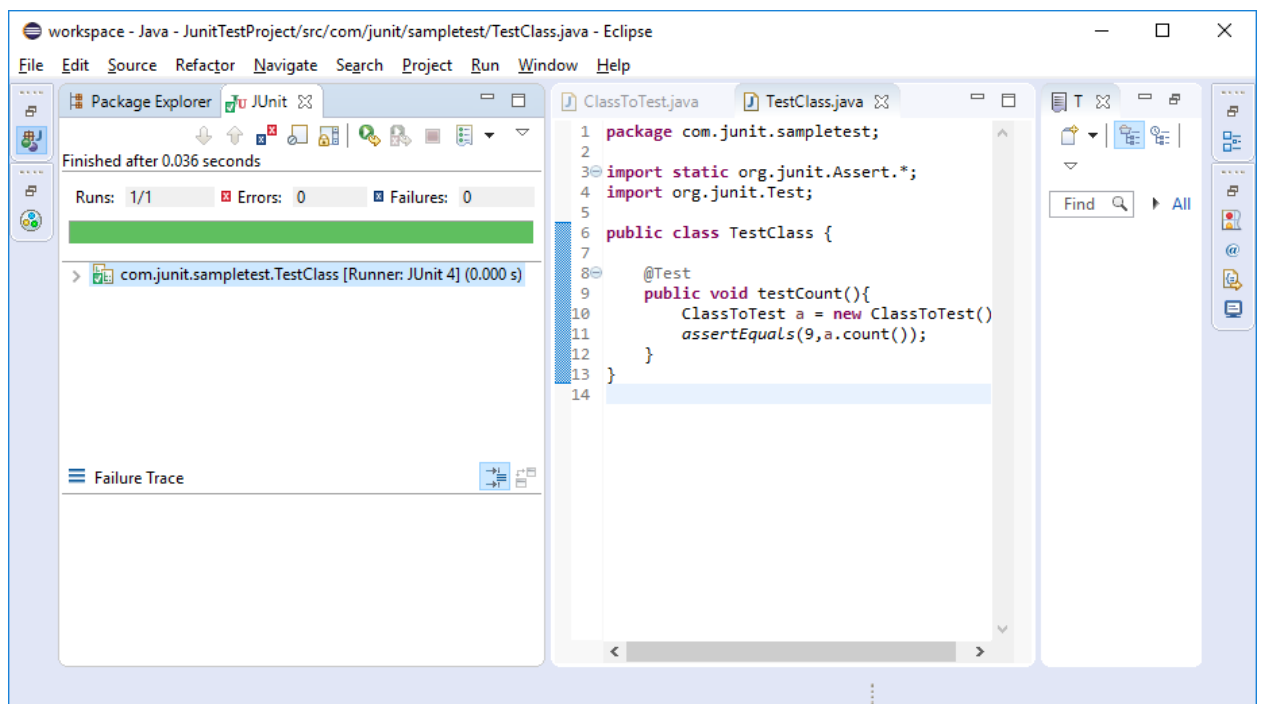 workspace - Java - JunitTestProject/src/com/junit/sampletest/TestClass.java - Eclipse
File Edit Source Refactor Navigate Search Project Run Window Help
Package Explorer JUnit
Finished after 0.036 seconds
Runs: 1/1 Errors: 0 Failures: 0
com.junit.sampletest.TestClass [Runner: JUnit 4] (0.000 s)
Failure Trace
ClassToTest.java TestClass.java
1 package com.junit.sampletest;
2
3 import static org.junit.Assert.*;
4 import org.junit.Test;
5
6 public class TestClass {
7
8 @Test
9 public void testCount(){
10 ClassToTest a = new ClassToTest()
11 assertEquals(9,a.count());
12 }
13 }
14
T
Find All